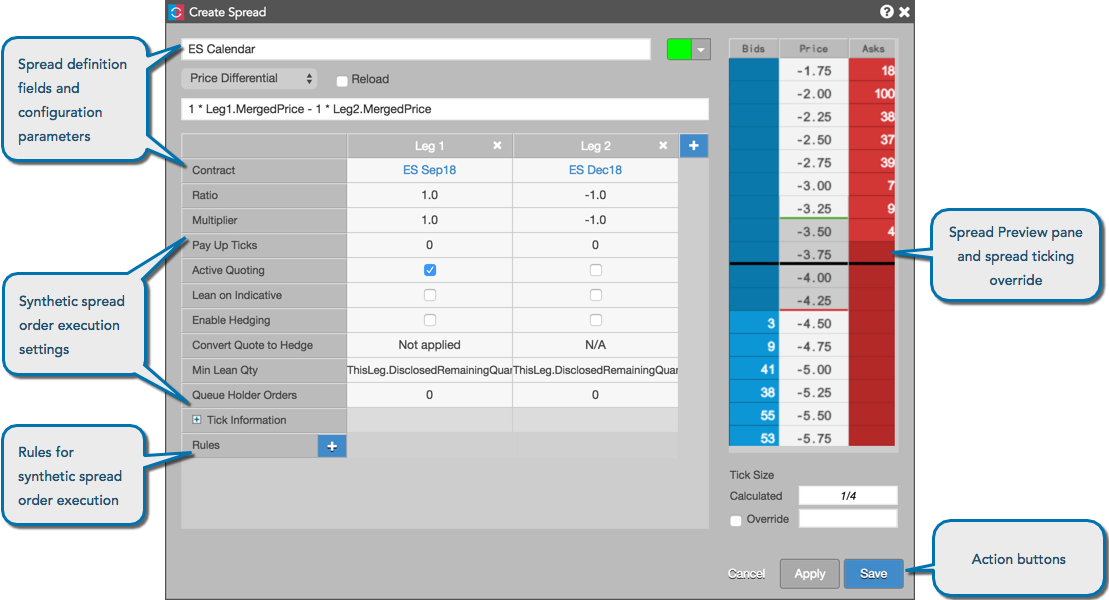 Create Spread
Spread definition
fields and
configuration
parameters
ES Calendar
Price Differential
Reload
1 * Leg1.MergedPrice - 1 * Leg2.MergedPrice
Leg 1
Leg 2
+
Contract ES Sep18 ES Dec18
Ratio 1.0 -1.0
Multiplier 1.0 -1.0
Pay Up Ticks 0 0
Active Quoting
Lean on Indicative
Enable Hedging
Convert Quote to Hedge Not applied N/A
Min Lean Qty ThisLeg.DisclosedRemainingQuar ThisLeg.DisclosedRemainingQuar
Queue Holder Orders 0 0
Tick Information
Rules +
Synthetic spread
order execution
settings
Rules for
synthetic spread
order execution
Bids Price Asks
-1.75 18
-2.00 100
-2.25 38
-2.50 37
-2.75 39
-3.00 7
-3.25 9
-3.50 4
-3.75
-4.00
-4.25
3 -4.50
9 -4.75
41 -5.00
38 -5.25
55 -5.50
53 -5.75
Spread Preview pane
and spread ticking
override
Tick Size
Calculated 1/4
Override
Cancel Apply Save
Action buttons